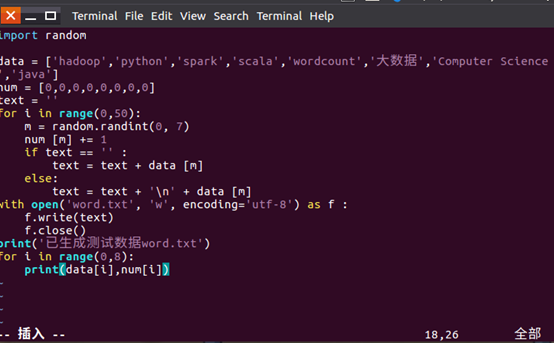 Terminal File Edit View Search Terminal Help
import random
data = ['hadoop','python','spark','scala','wordcount','大数据','Computer Science
','java']
num = [0,0,0,0,0,0,0,0]
text = ''
for i in range(0,50):
    m = random.randint(0, 7)
    num [m] += 1
    if text == '' :
        text = text + data [m]
    else:
        text = text + '\n' + data [m]
with open('word.txt', 'w', encoding='utf-8') as f :
    f.write(text)
    f.close()
print('已生成测试数据word.txt')
for i in range(0,8):
    print(data[i],num[i])
~
~
~
~
-- 插入 -- 18,26 全部